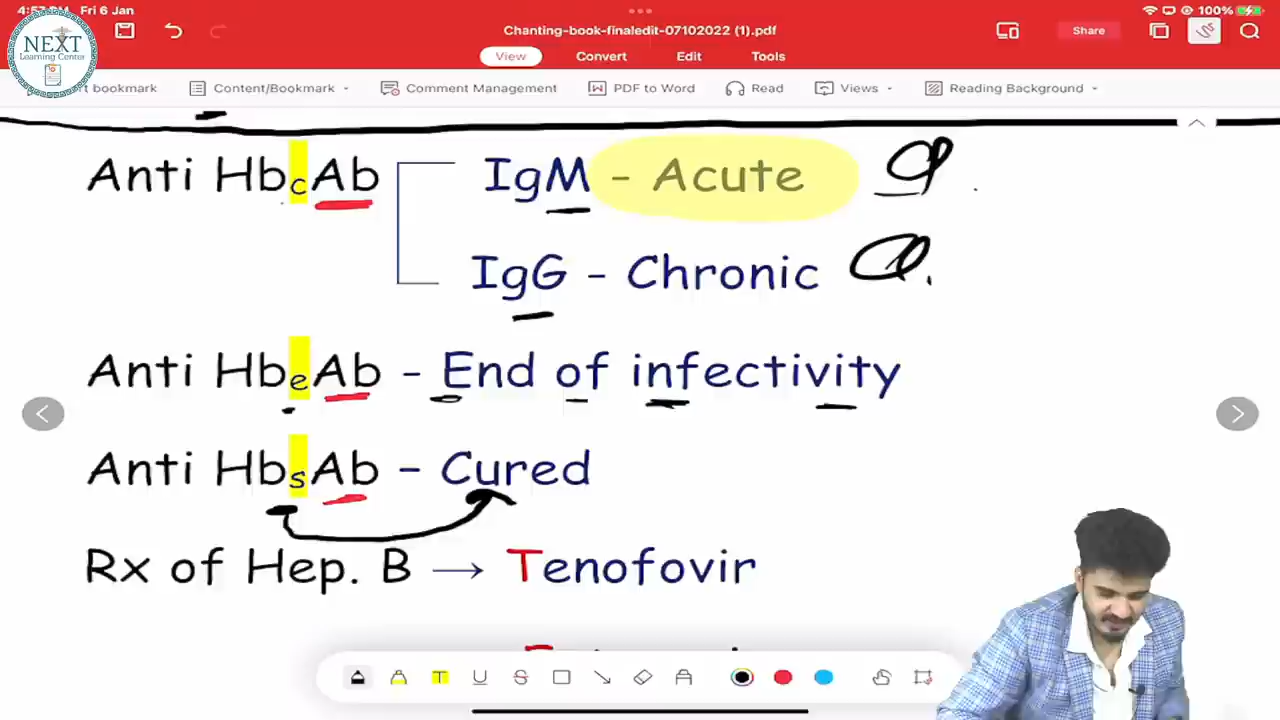 4:57 PM Fri 6 Jan
100%
NEXT
Learning Center
Chanting-book-finaledit-07102022 (1).pdf
Share
View Convert Edit Tools
bookmark Content/Bookmark Comment Management PDF to Word Read Views Reading Background
Anti HbcAb IgM - Acute
IgG - Chronic
Anti HbeAb - End of infectivity
Anti HbsAb - Cured
Rx of Hep. B → Tenofovir